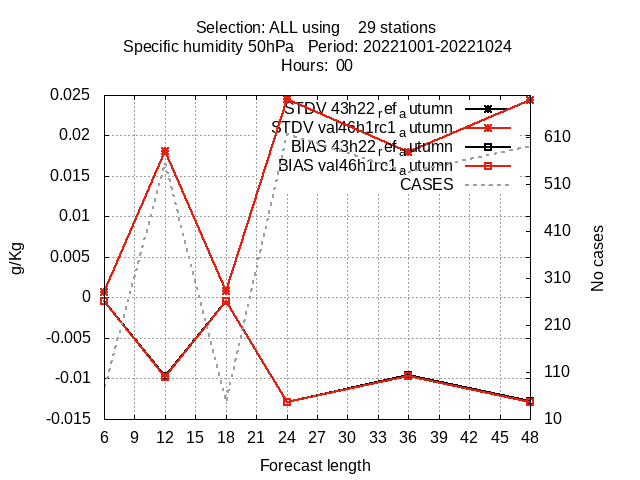 Selection: ALL using    29 stations
Specific humidity 50hPa   Period: 20221001-20221024
Hours:  00
0.025
0.02
0.015
0.01
0.005
0
-0.005
-0.01
-0.015
g/Kg
STDV 43h22_ref_autumn
STDV val46h1rc1_autumn
BIAS 43h22_ref_autumn
BIAS val46h1rc1_autumn
CASES
610
510
410
310
210
110
10
No cases
6 9 12 15 18 21 24 27 30 33 36 39 42 45 48
Forecast length